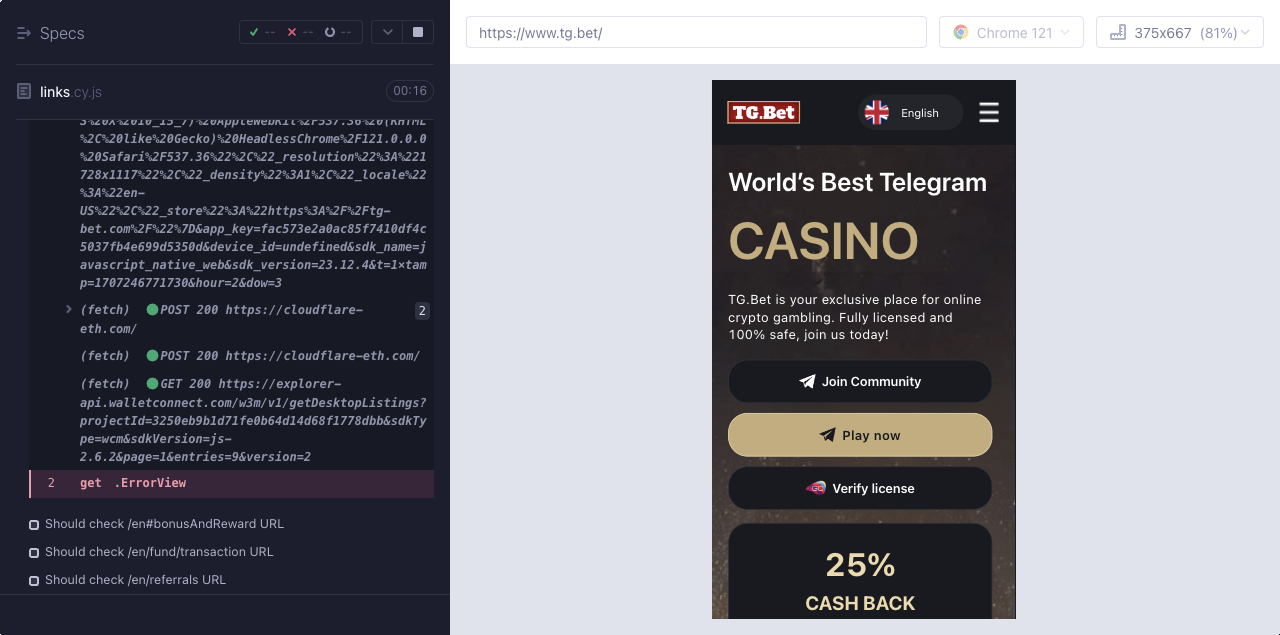 Specs
--
--
--
links.cy.js
00:16
S%20X%2010_15_7)%20AppleWebKit%2F537.36%20(KHTML
%2C%20like%20Gecko)%20HeadlessChrome%2F121.0.0.0
%20Safari%2F537.36%22%2C%22_resolution%22%3A%221
728x1117%22%2C%22_density%22%3A1%2C%22_locale%22
%3A%22en-
US%22%2C%22_store%22%3A%22https%3A%2F%2Ftg-
bet.com%2F%22%7D&app_key=fac573e2a0ac85f7410df4c
5037fb4e699d5350d&device_id=undefined&sdk_name=j
avascript_native_web&sdk_version=23.12.4&t=1×tam
p=1707246771730&hour=2&dow=3
(fetch) POST 200 https://cloudflare-
eth.com/
2
(fetch) POST 200 https://cloudflare-eth.com/
(fetch) GET 200 https://explorer-
api.walletconnect.com/w3m/v1/getDesktopListings?
projectId=3250eb9b1d71fe0b64d14d68f1778dbb&sdkTy
pe=wcm&sdkVersion=js-
2.6.2&page=1&entries=9&version=2
2 get .ErrorView
Should check /en#bonusAndReward URL
Should check /en/fund/transaction URL
Should check /en/referrals URL
https://www.tg.bet/
Chrome 121
375x667 (81%)
TG.Bet
English
World's Best Telegram
CASINO
TG.Bet is your exclusive place for online
crypto gambling. Fully licensed and
100% safe, join us today!
Join Community
Play now
Verify license
25%
CASH BACK